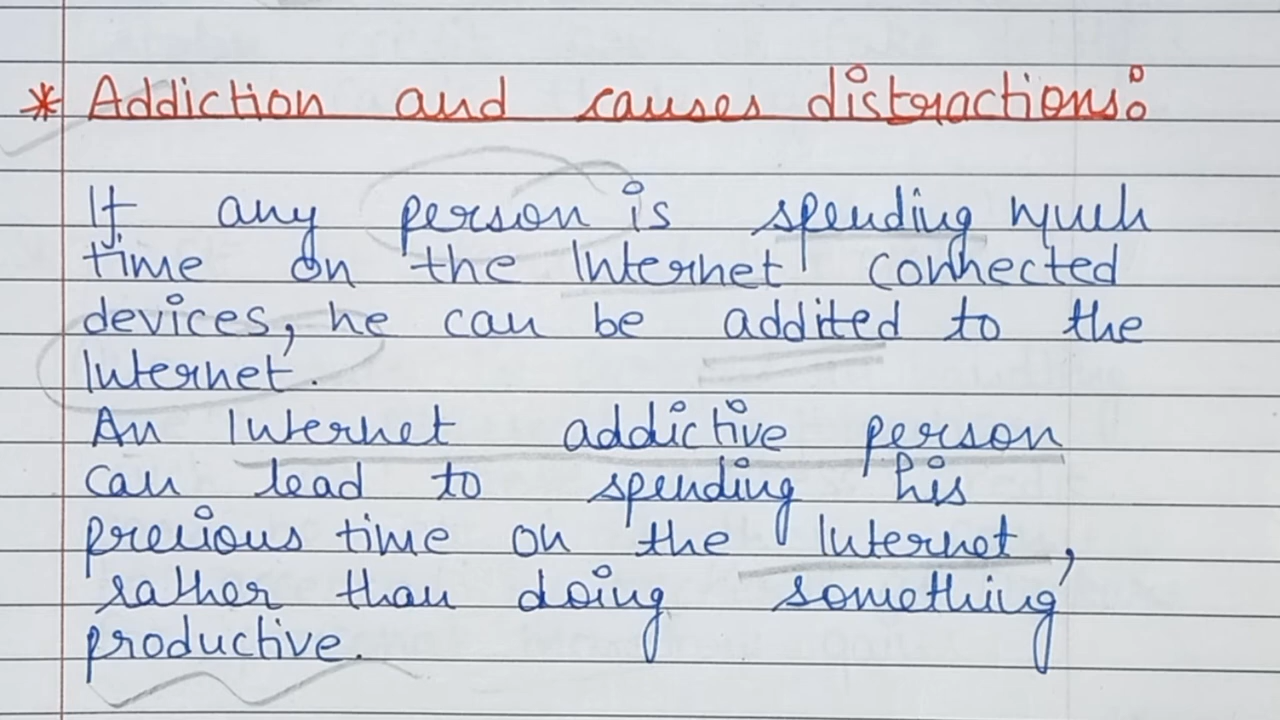 * Addiction and causes distractions:
If any person is spending much
time on the Internet connected
devices, he can be addited to the
Internet.
An Internet addictive person
can lead to spending his
precious time on the Internet,
rather than doing something
productive.